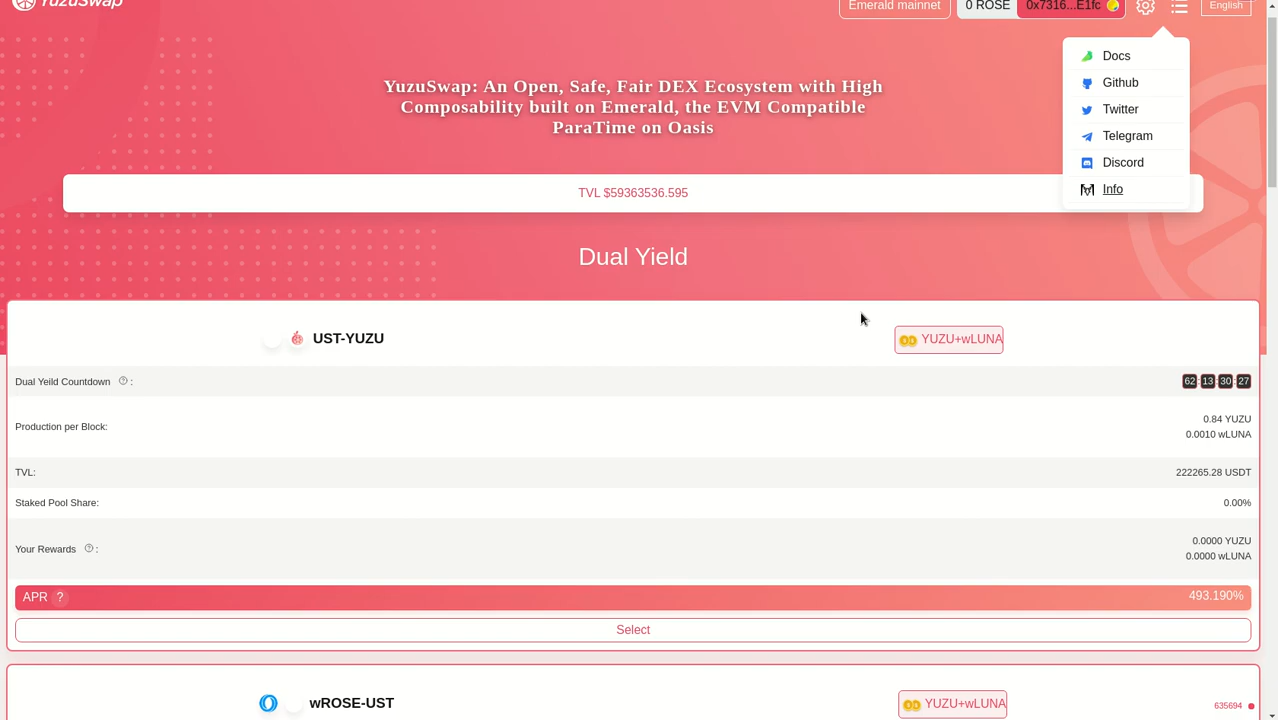 YuzuSwap
Emerald mainnet
0 ROSE
0x7316...E1fc
English
Docs
Github
Twitter
Telegram
Discord
Info
YuzuSwap: An Open, Safe, Fair DEX Ecosystem with High
Composability built on Emerald, the EVM Compatible
ParaTime on Oasis
TVL $59363536.595
Dual Yield
UST-YUZU
YUZU+wLUNA
Dual Yeild Countdown ? :
62:13:30:27
Production per Block:
0.84 YUZU
0.0010 wLUNA
TVL:
222265.28 USDT
Staked Pool Share:
0.00%
Your Rewards ? :
0.0000 YUZU
0.0000 wLUNA
APR ?
493.190%
Select
wROSE-UST
YUZU+wLUNA
635694